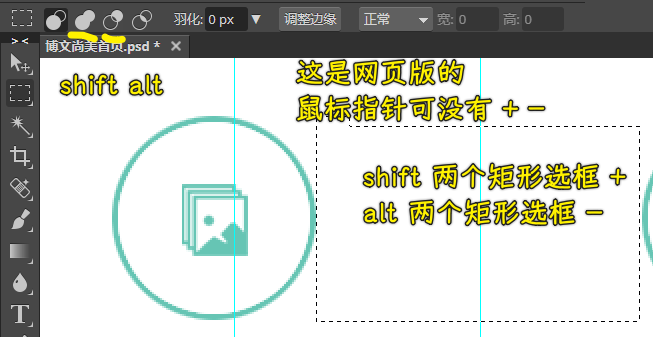 羽化: 0 px 调整边缘 正常 宽: 0 高: 0
博文尚美首页.psd *
shift alt
这是网页版的
鼠标指针可没有 + −
shift 两个矩形选框 +
alt 两个矩形选框 −
T